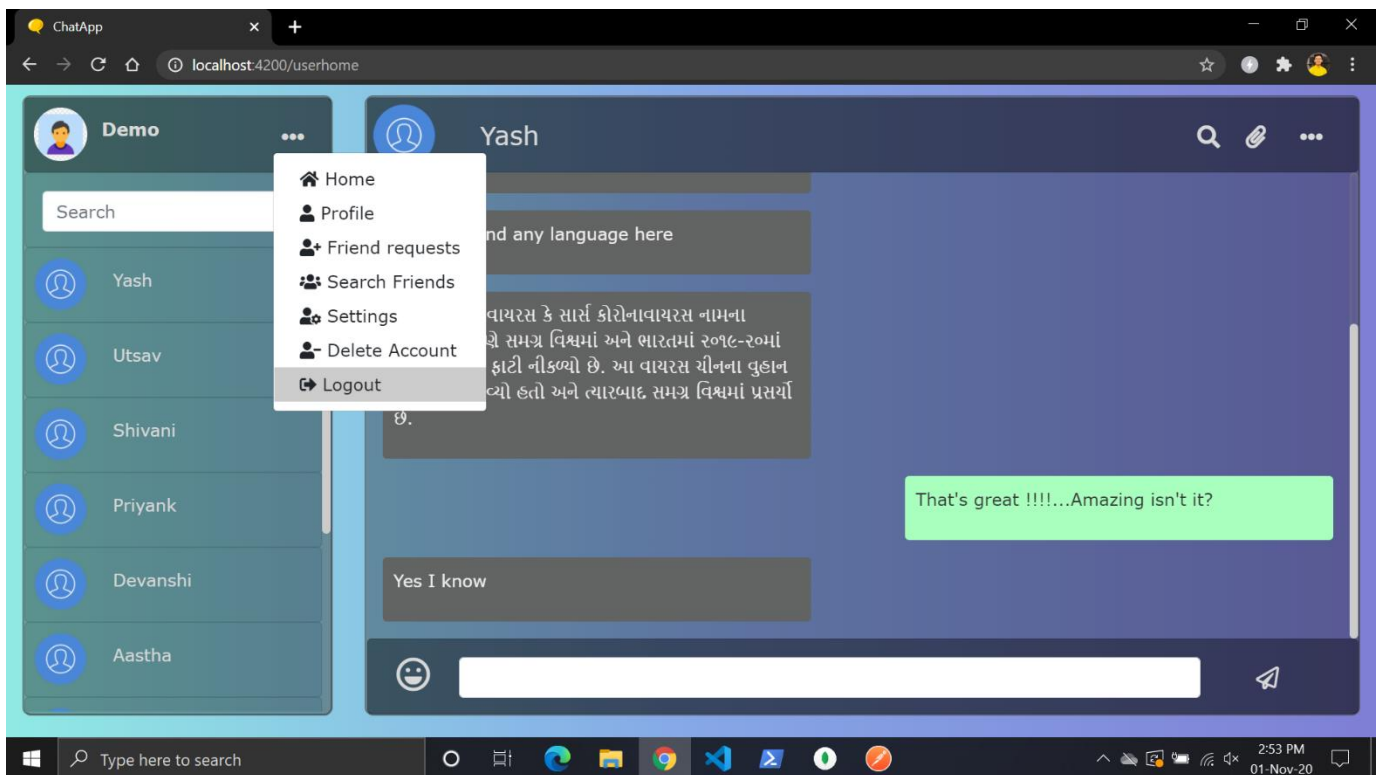 ChatApp
localhost:4200/userhome
Demo
Search
Yash
Utsav
Shivani
Priyank
Devanshi
Aastha
Home
Profile
Friend requests
Search Friends
Settings
Delete Account
Logout
Yash
nd any language here
વાયરસ કે સાર્સ કોરોનાવાયરસ નામના
ણે સમગ્ર વિશ્વમાં અને ભારતમાં ૨૦૧૯-૨૦માં
ફાટી નીકળ્યો છે. આ વાયરસ ચીનના વુહાન
વ્યો હતો અને ત્યારબાદ સમગ્ર વિશ્વમાં પ્રસર્યો
છે.
That's great !!!!...Amazing isn't it?
Yes I know
Type here to search
2:53 PM
01-Nov-20